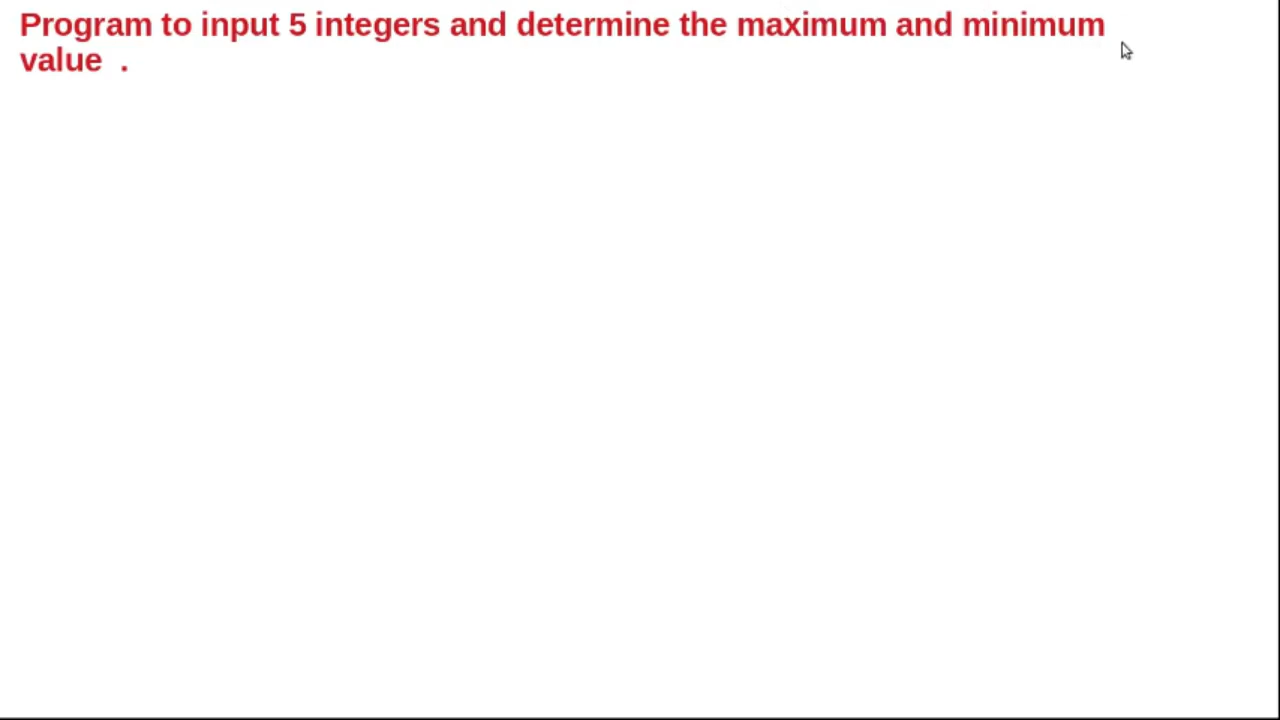 Program to input 5 integers and determine the maximum and minimum
value .